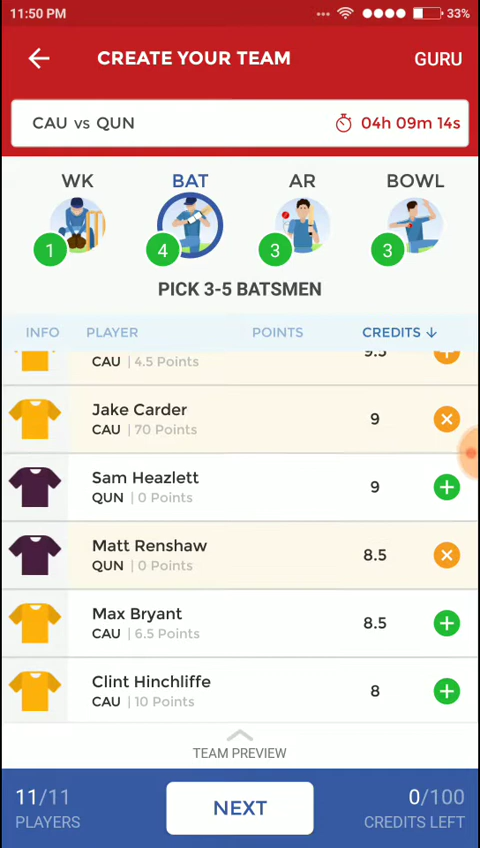 11:50 PM
33%
CREATE YOUR TEAM
GURU
CAU vs QUN
04h 09m 14s
WK
BAT
AR
BOWL
1
4
3
3
PICK 3-5 BATSMEN
INFO
PLAYER
POINTS
CREDITS ↓
CAU | 4.5 Points
9.5
Jake Carder
CAU | 70 Points
9
Sam Heazlett
QUN | 0 Points
9
Matt Renshaw
QUN | 0 Points
8.5
Max Bryant
CAU | 6.5 Points
8.5
Clint Hinchliffe
CAU | 10 Points
8
TEAM PREVIEW
11/11
PLAYERS
NEXT
0/100
CREDITS LEFT